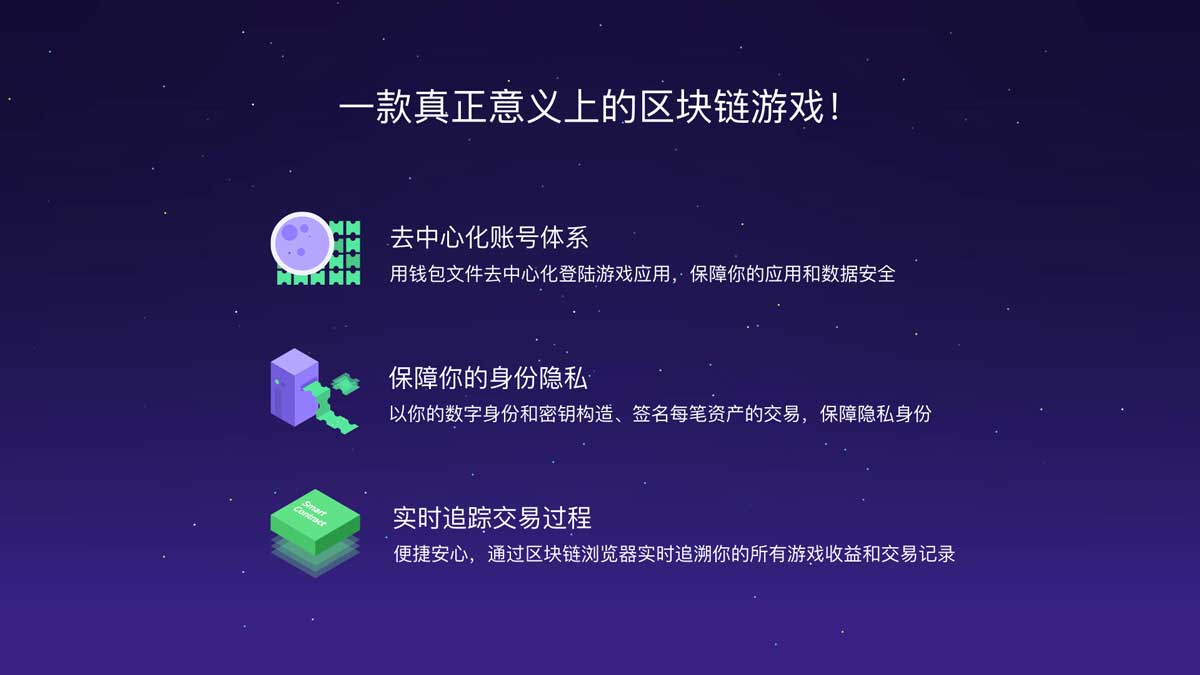 一款真正意义上的区块链游戏！
去中心化账号体系
用钱包文件去中心化登陆游戏应用，保障你的应用和数据安全
保障你的身份隐私
以你的数字身份和密钥构造、签名每笔资产的交易，保障隐私身份
Smart
Contract
实时追踪交易过程
便捷安心，通过区块链浏览器实时追溯你的所有游戏收益和交易记录